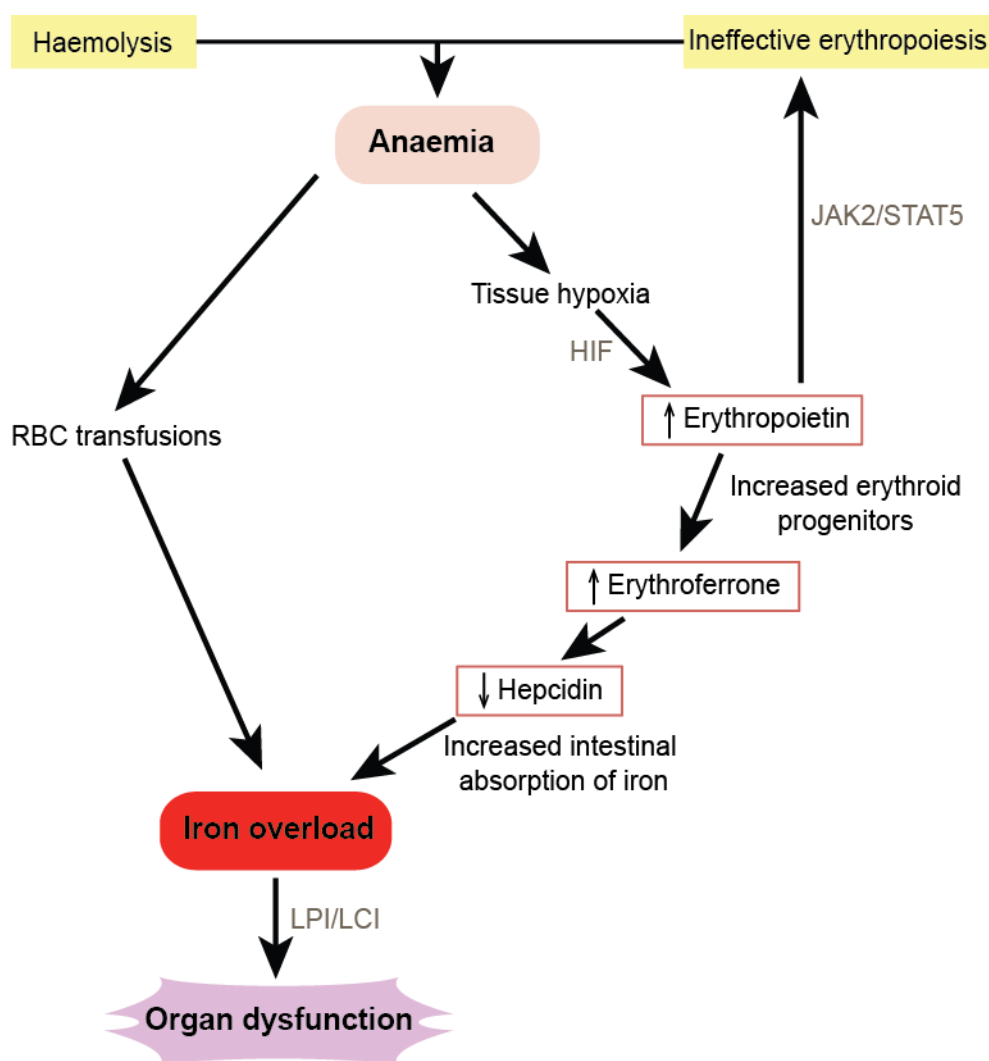 Haemolysis
Ineffective erythropoiesis
Anaemia
JAK2/STAT5
Tissue hypoxia
HIF
↑ Erythropoietin
RBC transfusions
Increased erythroid
progenitors
↑ Erythroferrone
↓ Hepcidin
Increased intestinal
absorption of iron
Iron overload
LPI/LCI
Organ dysfunction